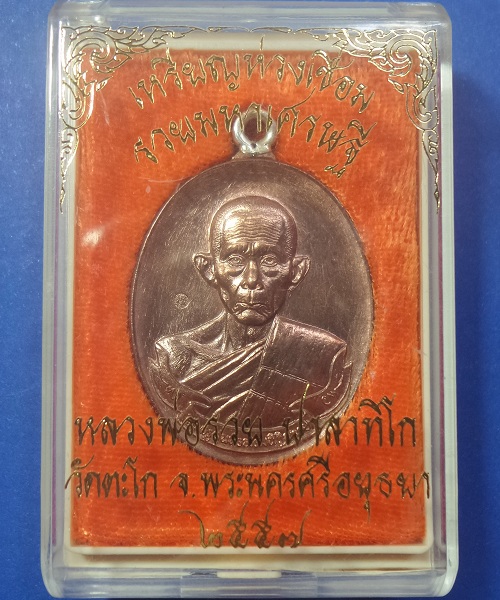 เหรียญห่วงเชื่อม
รวยมหาเศรษฐี
หลวงพ่อรวย ปาสาทิโก
วัดตะโก จ.พระนครศรีอยุธยา
๒๕๕๗